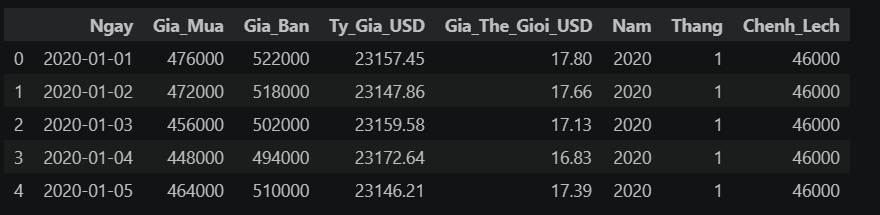 Ngay Gia_Mua Gia_Ban Ty_Gia_USD Gia_The_Gioi_USD Nam Thang Chenh_Lech
0 2020-01-01 476000 522000 23157.45 17.80 2020 1 46000
1 2020-01-02 472000 518000 23147.86 17.66 2020 1 46000
2 2020-01-03 456000 502000 23159.58 17.13 2020 1 46000
3 2020-01-04 448000 494000 23172.64 16.83 2020 1 46000
4 2020-01-05 464000 510000 23146.21 17.39 2020 1 46000